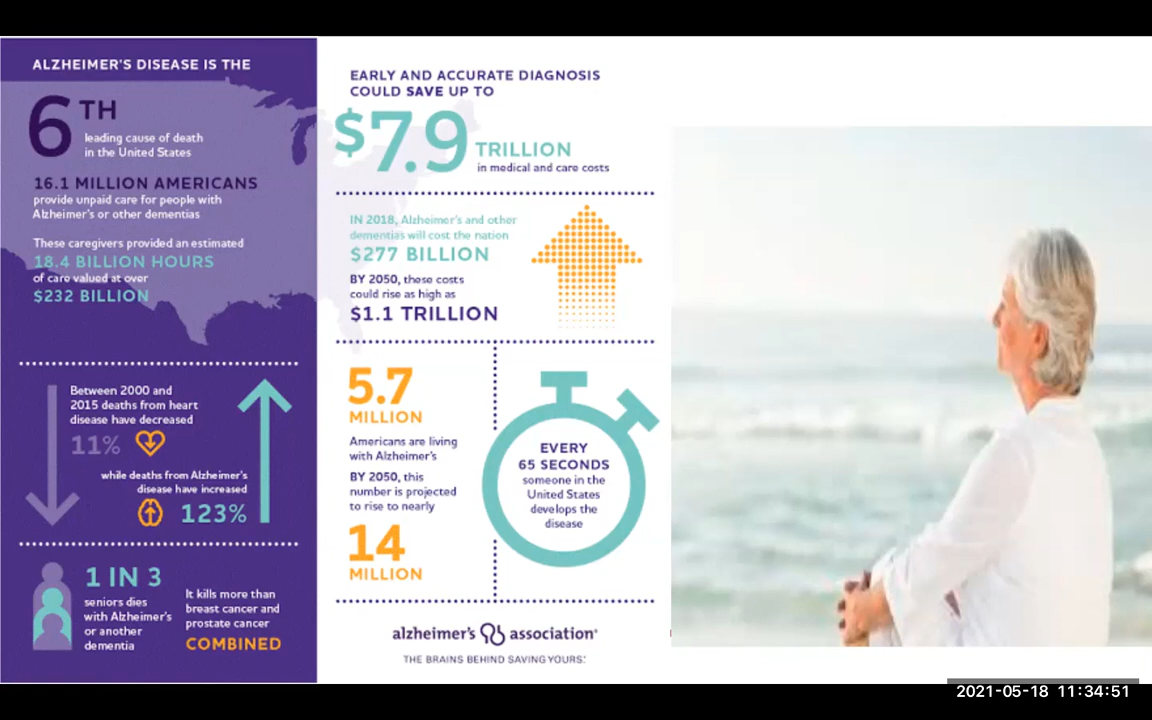 ALZHEIMER'S DISEASE IS THE
6TH
leading cause of death
in the United States
16.1 MILLION AMERICANS
provide unpaid care for people with
Alzheimer's or other dementias
These caregivers provided an estimated
18.4 BILLION HOURS
of care valued at over
$232 BILLION
Between 2000 and
2015 deaths from heart
disease have decreased
11%
while deaths from Alzheimer's
disease have increased
123%
1 IN 3
seniors dies
with Alzheimer's
or another
dementia
It kills more than
breast cancer and
prostate cancer
COMBINED
EARLY AND ACCURATE DIAGNOSIS
COULD SAVE UP TO
$7.9 TRILLION
in medical and care costs
IN 2018, Alzheimer's and other
dementias will cost the nation
$277 BILLION
BY 2050, these costs
could rise as high as
$1.1 TRILLION
5.7
MILLION
Americans are living
with Alzheimer's
BY 2050, this
number is projected
to rise to nearly
14
MILLION
EVERY
65 SECONDS
someone in the
United States
develops the
disease
alzheimer's association®
THE BRAINS BEHIND SAVING YOURS.™
2021-05-18 11:34:51